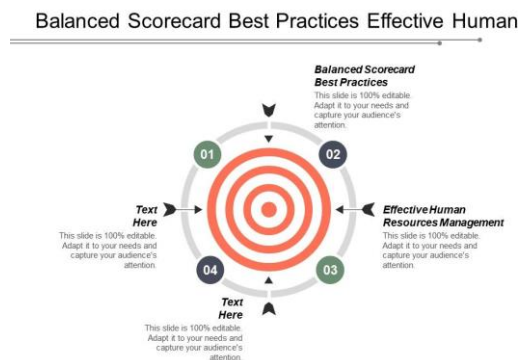 Balanced Scorecard Best Practices Effective Human
Balanced Scorecard
Best Practices
This slide is 100% editable.
Adapt it to your needs and
capture your audience's
attention.
01
02
Text
Here
This slide is 100% editable.
Adapt it to your needs and
capture your audience's
attention.
Effective Human
Resources Management
This slide is 100% editable.
Adapt it to your needs and
capture your audience's
attention.
04
03
Text
Here
This slide is 100% editable.
Adapt it to your needs and
capture your audience's
attention.